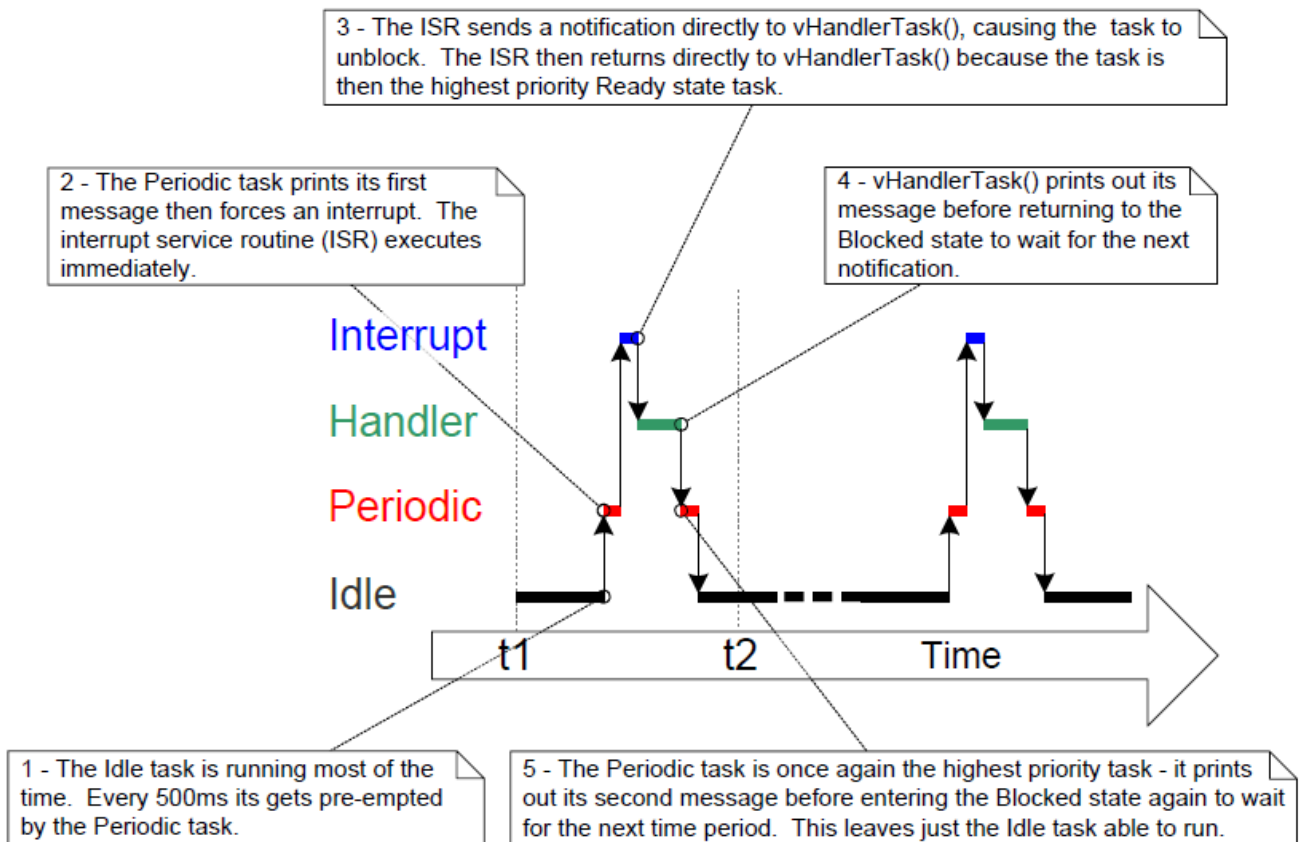 3 - The ISR sends a notification directly to vHandlerTask(), causing the task to
unblock. The ISR then returns directly to vHandlerTask() because the task is
then the highest priority Ready state task.
2 - The Periodic task prints its first
message then forces an interrupt. The
interrupt service routine (ISR) executes
immediately.
4 - vHandlerTask() prints out its
message before returning to the
Blocked state to wait for the next
notification.
Interrupt
Handler
Periodic
Idle
t1
t2
Time
1 - The Idle task is running most of the
time. Every 500ms its gets pre-empted
by the Periodic task.
5 - The Periodic task is once again the highest priority task - it prints
out its second message before entering the Blocked state again to wait
for the next time period. This leaves just the Idle task able to run.